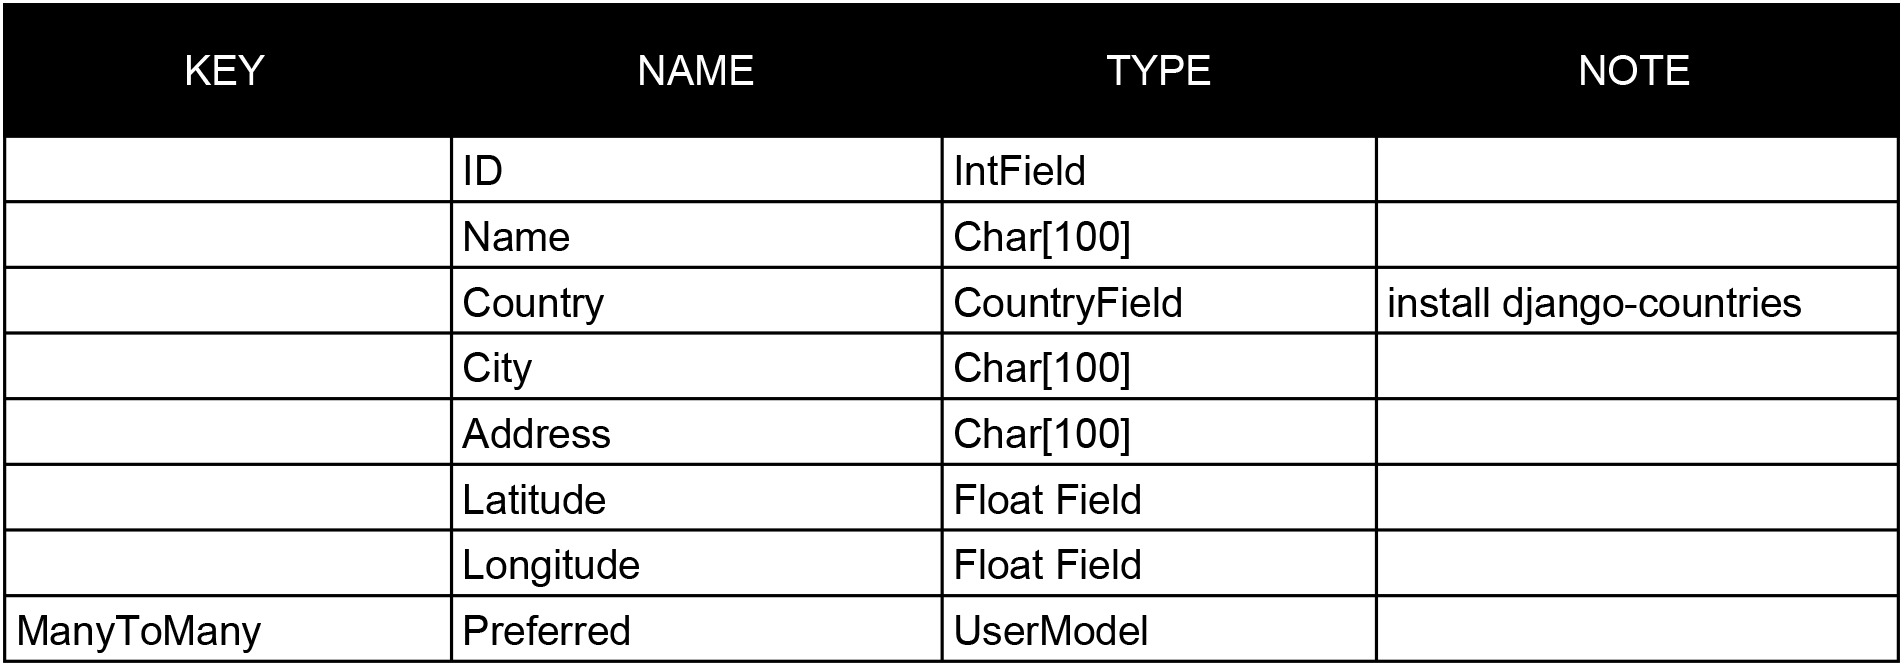 KEY NAME TYPE NOTE
ID IntField
Name Char[100]
Country CountryField install django-countries
City Char[100]
Address Char[100]
Latitude Float Field
Longitude Float Field
ManyToMany Preferred UserModel